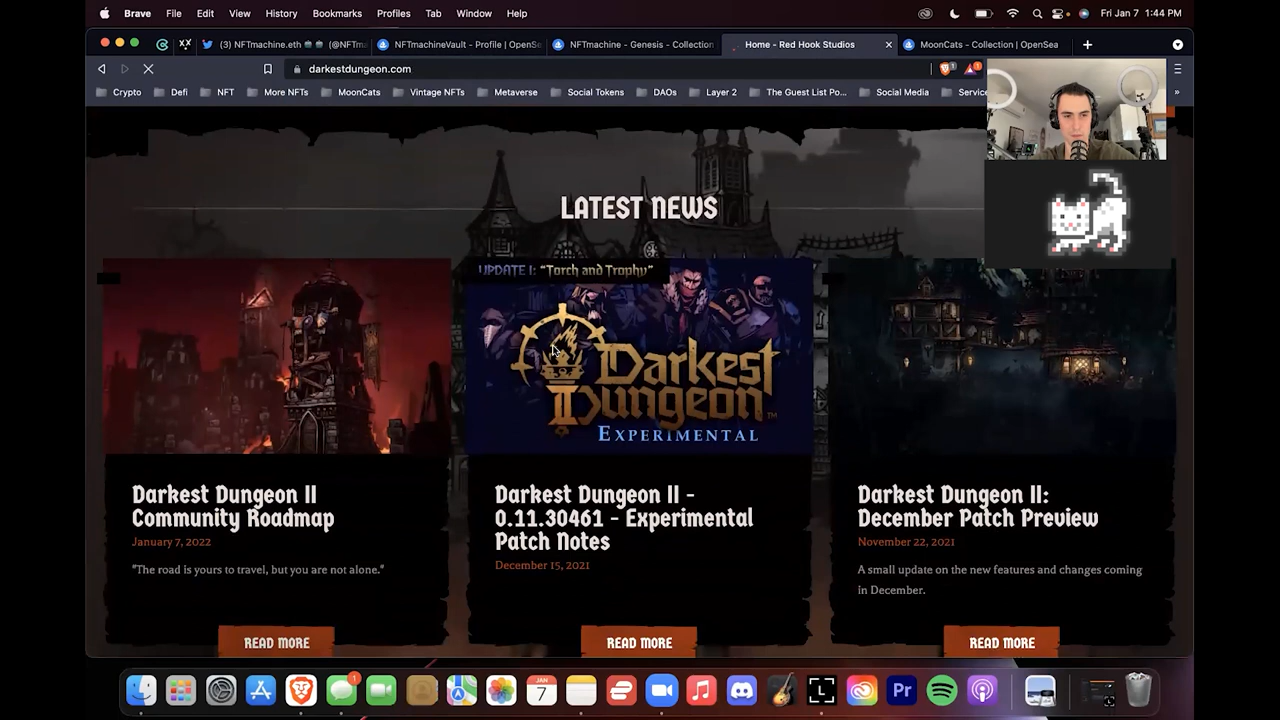 Brave File Edit View History Bookmarks Profiles Tab Window Help Fri Jan 7 1:44 PM
(3) NFTmachine.eth (@NFTma NFTmachineVault - Profile | OpenSe NFTmachine - Genesis - Collection Home - Red Hook Studios MoonCats - Collection | OpenSea
darkestdungeon.com
Crypto Defi NFT More NFTs MoonCats Vintage NFTs Metaverse Social Tokens DAOs Layer 2 The Guest List Po... Social Media Service
LATEST NEWS
UPDATE I: "Torch and Trophy"
Darkest
Dungeon™
EXPERIMENTAL
Darkest Dungeon II
Community Roadmap
January 7, 2022
"The road is yours to travel, but you are not alone."
READ MORE
Darkest Dungeon II -
0.11.30461 - Experimental
Patch Notes
December 15, 2021
READ MORE
Darkest Dungeon II:
December Patch Preview
November 22, 2021
A small update on the new features and changes coming
in December.
READ MORE
JAN
7
Pr